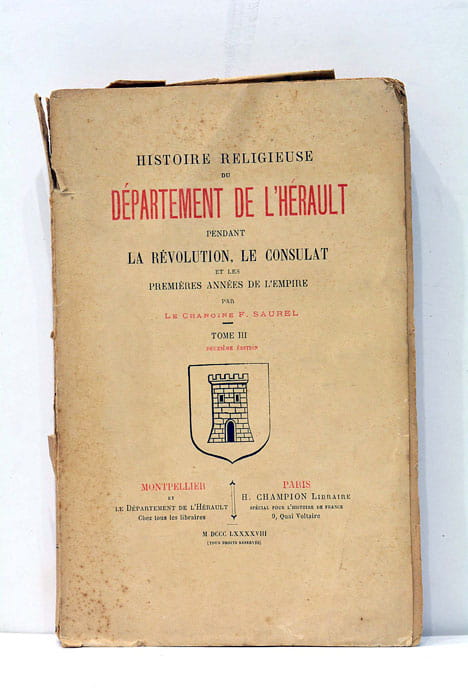 HISTOIRE RELIGIEUSE
DU
DÉPARTEMENT DE L'HÉRAULT
PENDANT
LA RÉVOLUTION, LE CONSULAT
ET LES
PREMIÈRES ANNÉES DE L'EMPIRE
PAR
LE CHANOINE F. SAUREL
TOME III
DEUXIÈME ÉDITION
MONTPELLIER
ET
LE DÉPARTEMENT DE L'HÉRAULT
Chez tous les libraires
PARIS
H. CHAMPION LIBRAIRE
SPÉCIAL POUR L'HISTOIRE DE FRANCE
9, Quai Voltaire
M DCCC LXXXXVIII
(TOUS DROITS RÉSERVÉS)